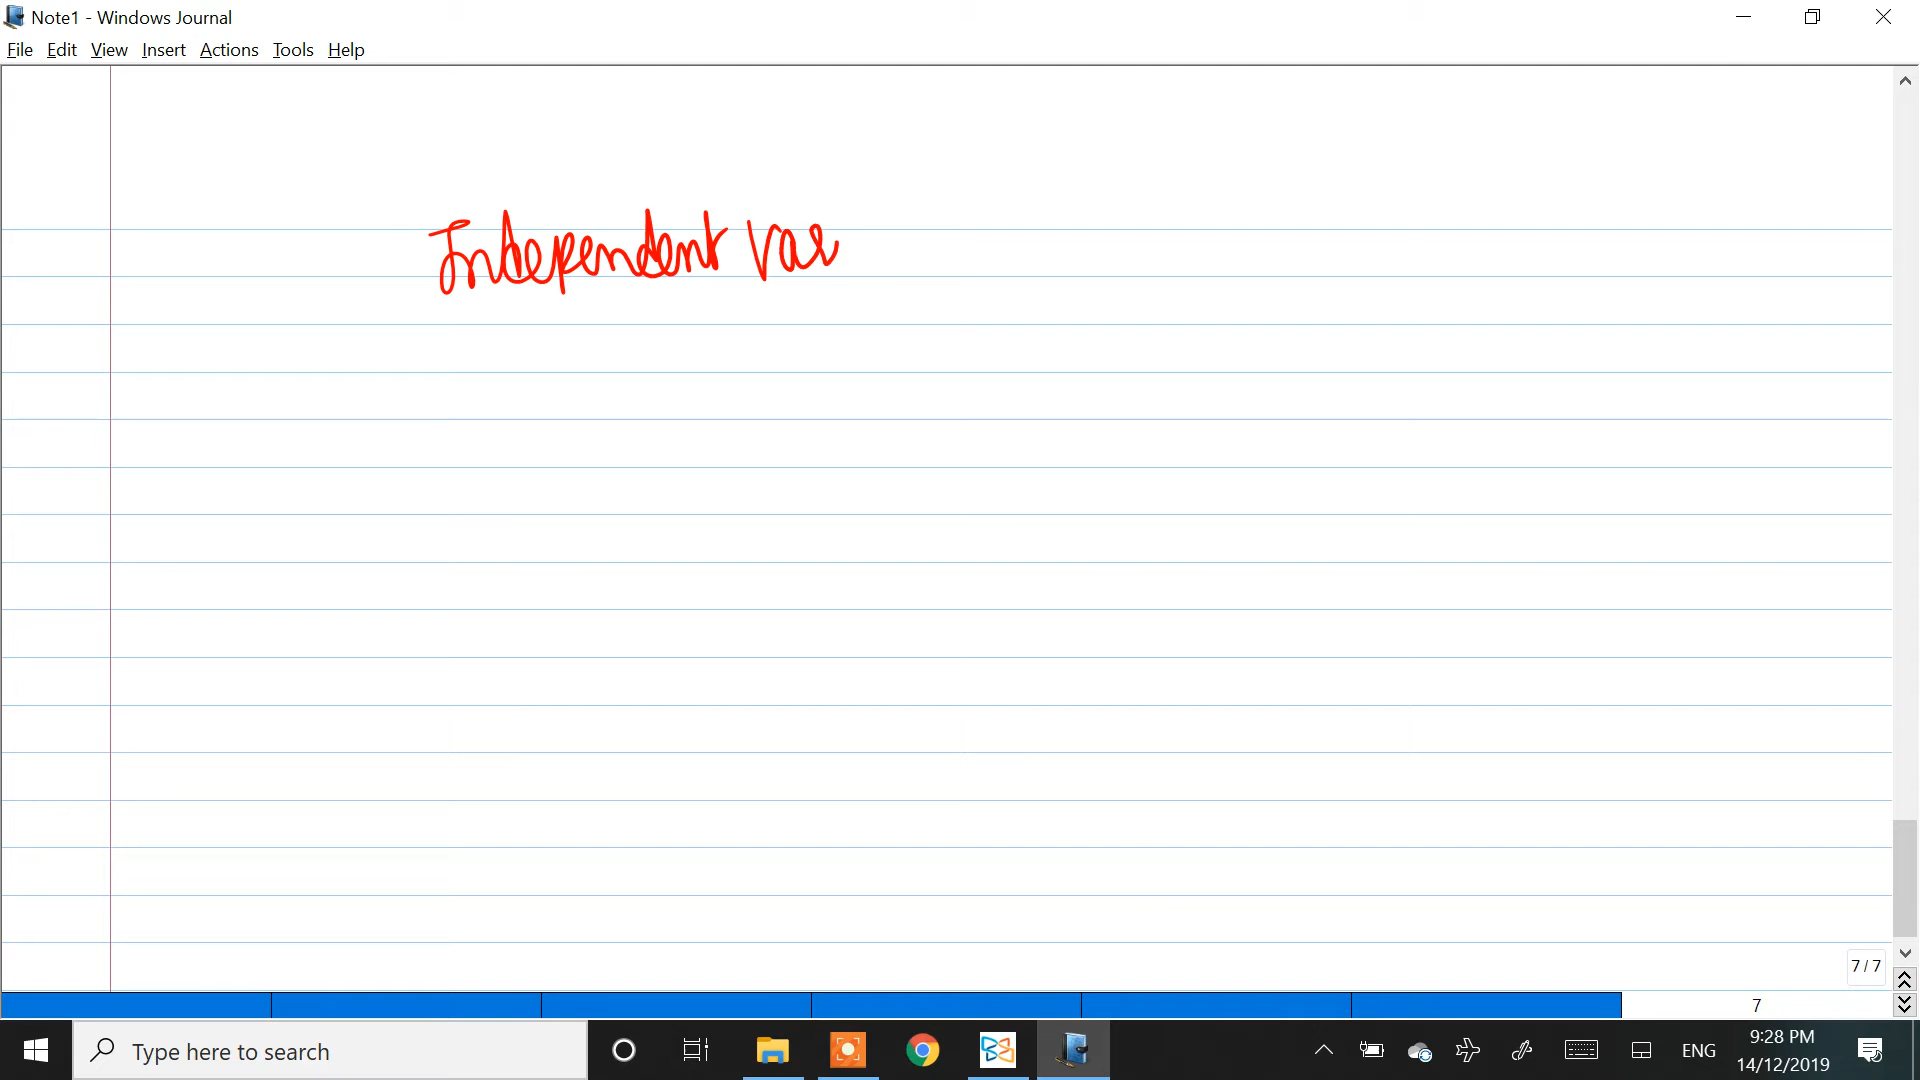 Note1 - Windows Journal
File Edit View Insert Actions Tools Help
Independent Var
7 / 7
7
Type here to search
ENG
9:28 PM
14/12/2019